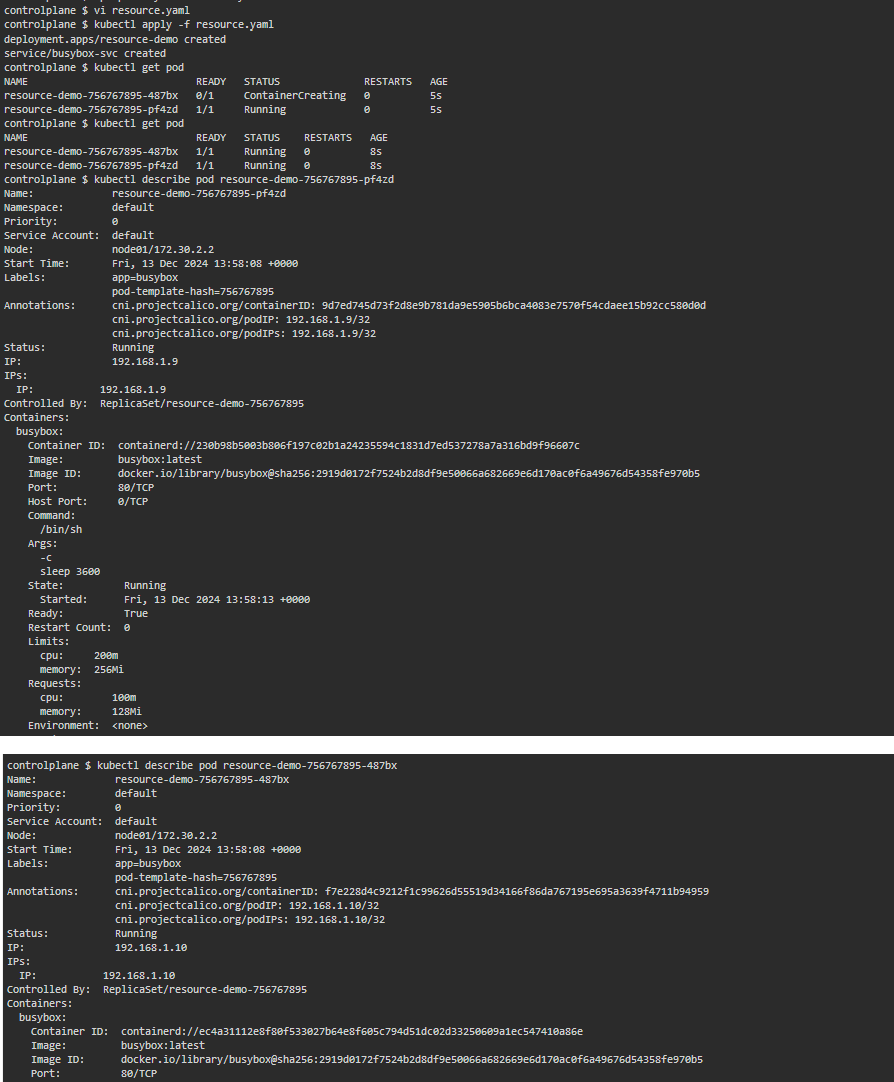 controlplane $ vi resource.yaml
controlplane $ kubectl apply -f resource.yaml
deployment.apps/resource-demo created
service/busybox-svc created
controlplane $ kubectl get pod
NAME                            READY   STATUS              RESTARTS   AGE
resource-demo-756767895-487bx   0/1     ContainerCreating   0          5s
resource-demo-756767895-pf4zd   1/1     Running             0          5s
controlplane $ kubectl get pod
NAME                            READY   STATUS    RESTARTS   AGE
resource-demo-756767895-487bx   1/1     Running   0          8s
resource-demo-756767895-pf4zd   1/1     Running   0          8s
controlplane $ kubectl describe pod resource-demo-756767895-pf4zd
Name:             resource-demo-756767895-pf4zd
Namespace:        default
Priority:         0
Service Account:  default
Node:             node01/172.30.2.2
Start Time:       Fri, 13 Dec 2024 13:58:08 +0000
Labels:           app=busybox
                  pod-template-hash=756767895
Annotations:      cni.projectcalico.org/containerID: 9d7ed745d73f2d8e9b781da9e5905b6bca4083e7570f54cdaee15b92cc580d0d
                  cni.projectcalico.org/podIP: 192.168.1.9/32
                  cni.projectcalico.org/podIPs: 192.168.1.9/32
Status:           Running
IP:               192.168.1.9
IPs:
  IP:           192.168.1.9
Controlled By:  ReplicaSet/resource-demo-756767895
Containers:
  busybox:
    Container ID:  containerd://230b98b5003b806f197c02b1a24235594c1831d7ed537278a7a316bd9f96607c
    Image:         busybox:latest
    Image ID:      docker.io/library/busybox@sha256:2919d0172f7524b2d8df9e50066a682669e6d170ac0f6a49676d54358fe970b5
    Port:          80/TCP
    Host Port:     0/TCP
    Command:
      /bin/sh
    Args:
      -c
      sleep 3600
    State:          Running
      Started:      Fri, 13 Dec 2024 13:58:13 +0000
    Ready:          True
    Restart Count:  0
    Limits:
      cpu:     200m
      memory:  256Mi
    Requests:
      cpu:        100m
      memory:     128Mi
    Environment:  <none>
controlplane $ kubectl describe pod resource-demo-756767895-487bx
Name:             resource-demo-756767895-487bx
Namespace:        default
Priority:         0
Service Account:  default
Node:             node01/172.30.2.2
Start Time:       Fri, 13 Dec 2024 13:58:08 +0000
Labels:           app=busybox
                  pod-template-hash=756767895
Annotations:      cni.projectcalico.org/containerID: f7e228d4c9212f1c99626d55519d34166f86da767195e695a3639f4711b94959
                  cni.projectcalico.org/podIP: 192.168.1.10/32
                  cni.projectcalico.org/podIPs: 192.168.1.10/32
Status:           Running
IP:               192.168.1.10
IPs:
  IP:           192.168.1.10
Controlled By:  ReplicaSet/resource-demo-756767895
Containers:
  busybox:
    Container ID:  containerd://ec4a31112e8f80f533027b64e8f605c794d51dc02d33250609a1ec547410a86e
    Image:         busybox:latest
    Image ID:      docker.io/library/busybox@sha256:2919d0172f7524b2d8df9e50066a682669e6d170ac0f6a49676d54358fe970b5
    Port:          80/TCP